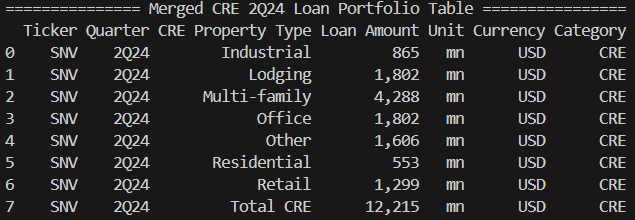 =============== Merged CRE 2Q24 Loan Portfolio Table ================
Ticker Quarter CRE Property Type Loan Amount Unit Currency Category
0 SNV 2Q24 Industrial 865 mn USD CRE
1 SNV 2Q24 Lodging 1,802 mn USD CRE
2 SNV 2Q24 Multi-family 4,288 mn USD CRE
3 SNV 2Q24 Office 1,802 mn USD CRE
4 SNV 2Q24 Other 1,606 mn USD CRE
5 SNV 2Q24 Residential 553 mn USD CRE
6 SNV 2Q24 Retail 1,299 mn USD CRE
7 SNV 2Q24 Total CRE 12,215 mn USD CRE